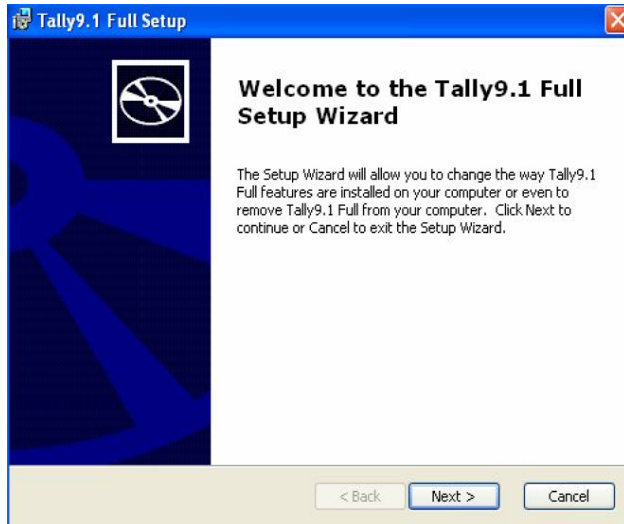 Tally9.1 Full Setup
Welcome to the Tally9.1 Full
Setup Wizard
The Setup Wizard will allow you to change the way Tally9.1
Full features are installed on your computer or even to
remove Tally9.1 Full from your computer. Click Next to
continue or Cancel to exit the Setup Wizard.
< Back Next > Cancel